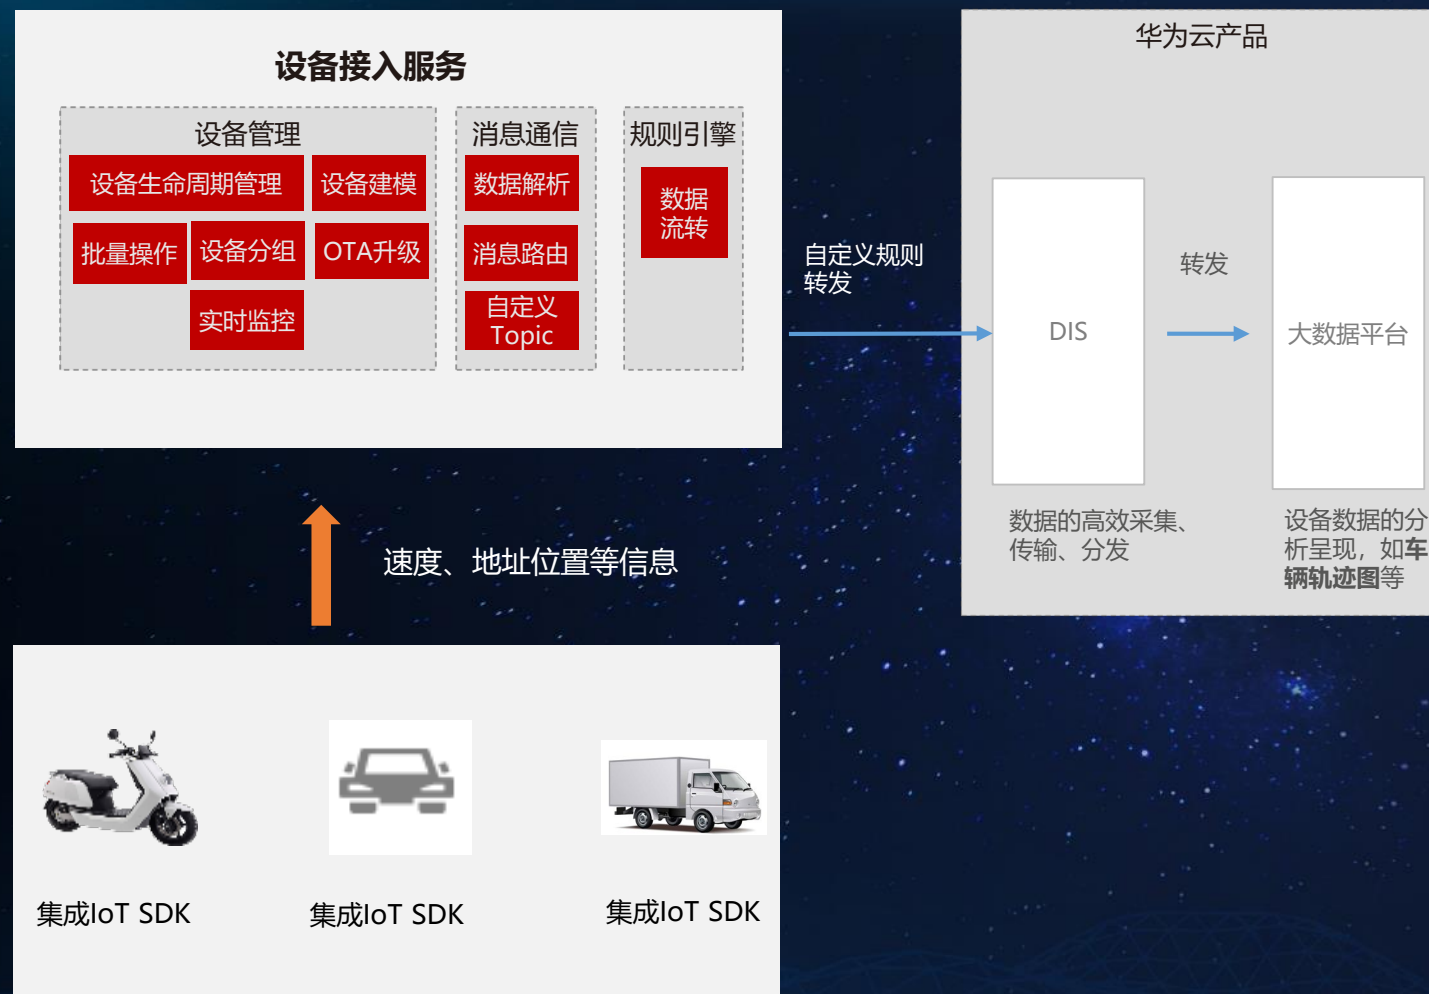 设备接入服务
设备管理
设备生命周期管理
设备建模
批量操作
设备分组
OTA升级
实时监控
消息通信
数据解析
消息路由
自定义
Topic
规则引擎
数据
流转
自定义规则
转发
华为云产品
DIS
转发
大数据平台
数据的高效采集、
传输、分发
设备数据的分
析呈现，如车
辆轨迹图等
速度、地址位置等信息
集成IoT SDK
集成IoT SDK
集成IoT SDK